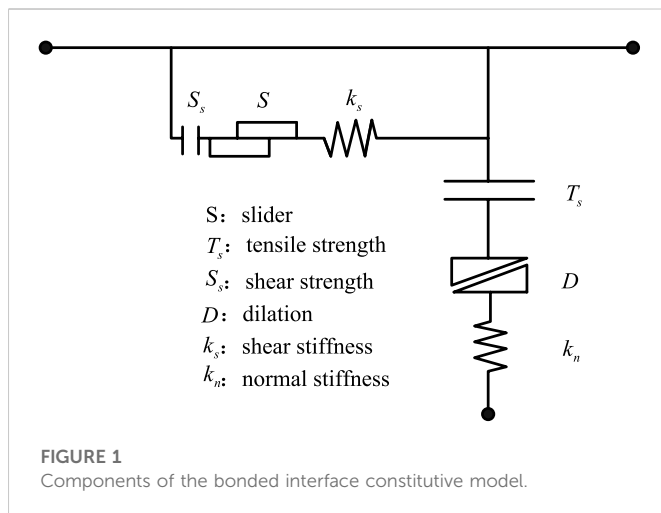 S_s
S
k_s
T_s
S: slider
T_s: tensile strength
S_s: shear strength
D: dilation
D
k_s: shear stiffness
k_n
k_n: normal stiffness
FIGURE 1
Components of the bonded interface constitutive model.